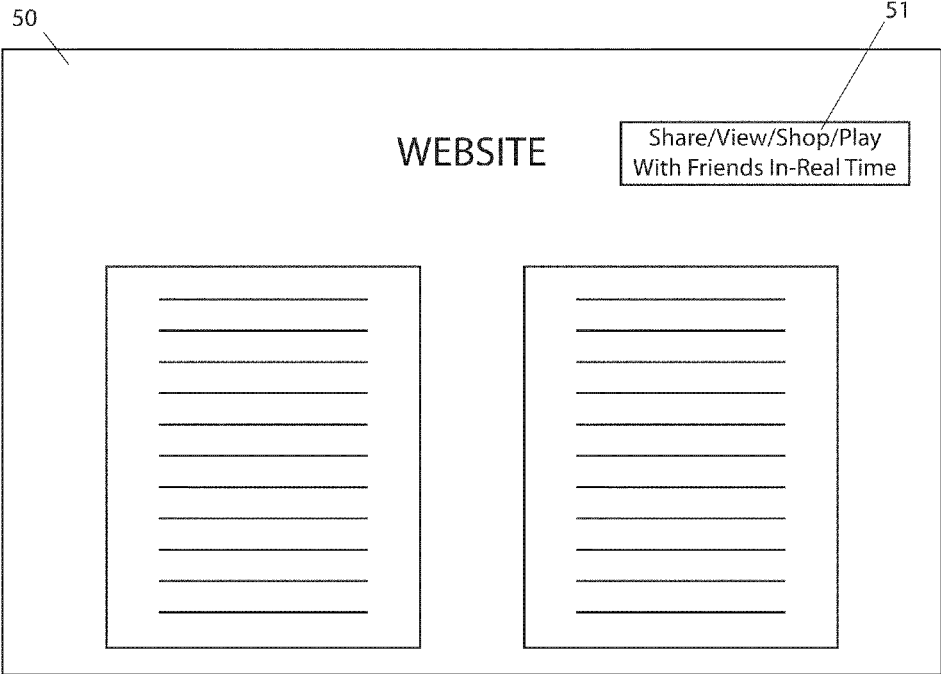 50
51
WEBSITE
Share/View/Shop/Play
With Friends In-Real Time